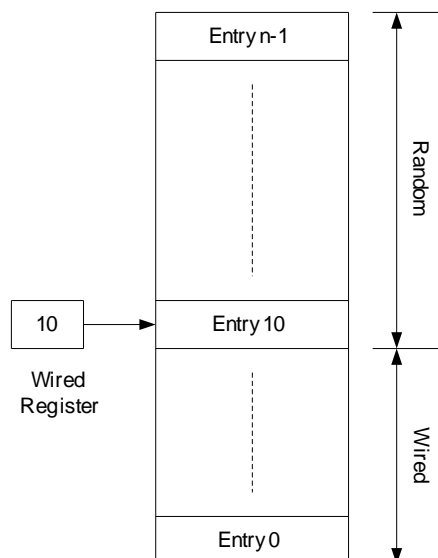 Entry n-1
Random
10
Entry 10
Wired
Register
Wired
Entry 0